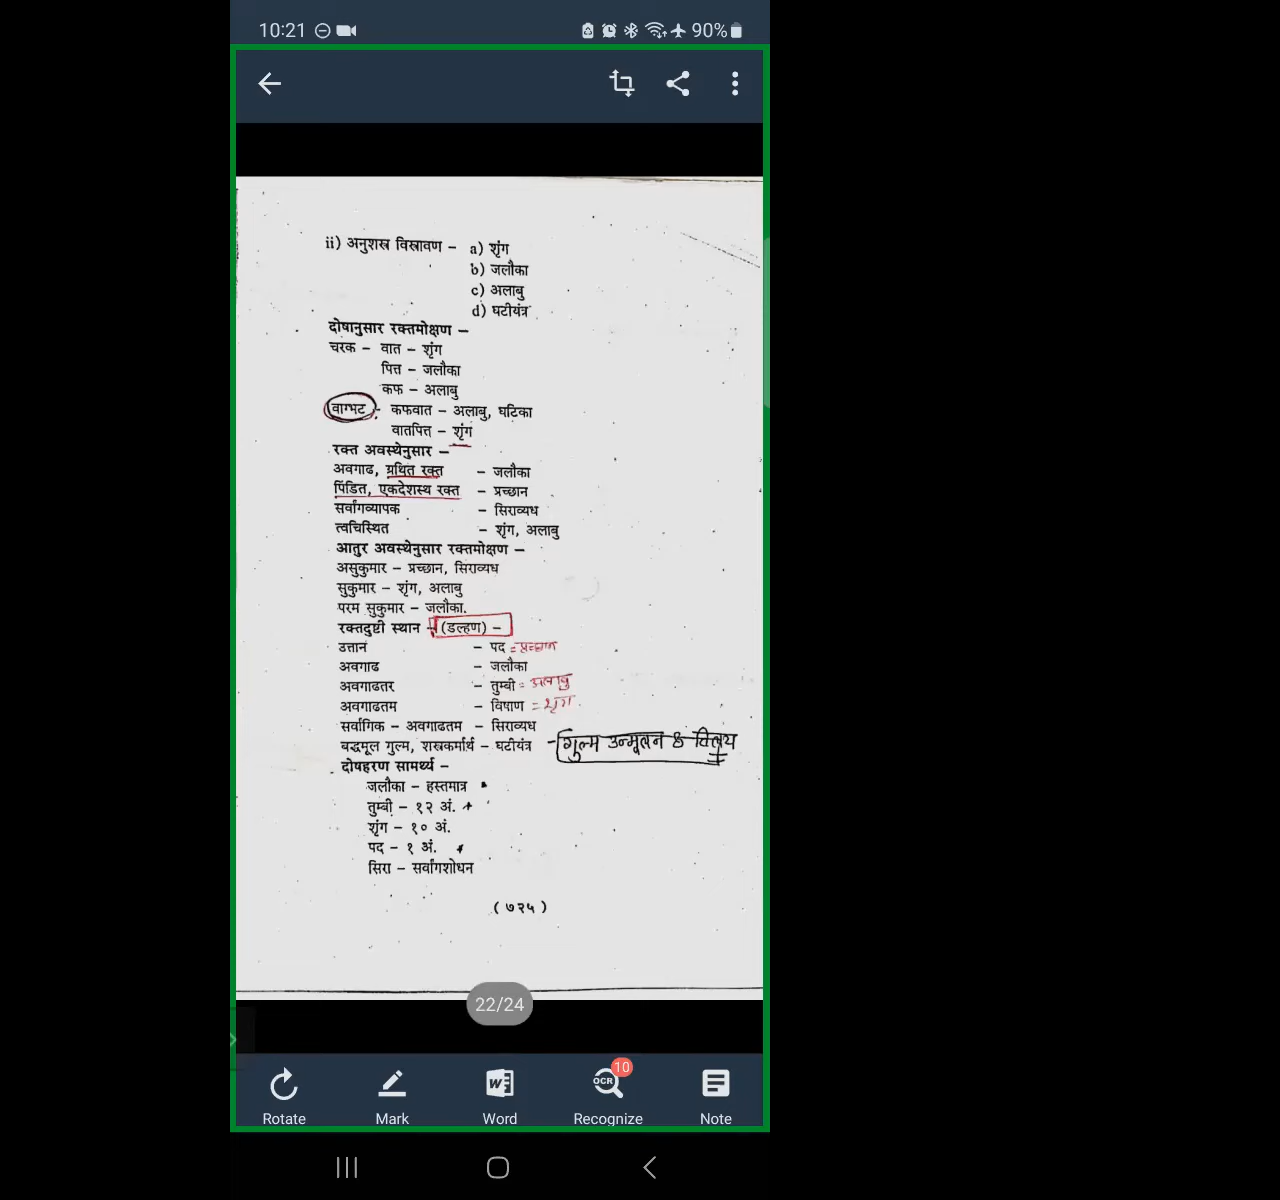 10:21 90%
ii) अनुशस्त्र विस्त्रावण – a) शृंग
b) जलौका
c) अलाबु
d) घटीयंत्र
दोषानुसार रक्तमोक्षण –
चरक – वात – शृंग
पित्त – जलौका
कफ – अलाबु
वाग्भट - कफवात – अलाबु, घटिका
वातपित्त – शृंग
रक्त अवस्थेनुसार –
अवगाढ, ग्रथित रक्त – जलौका
पिंडित, एकदेशस्य रक्त – प्रच्छान
सर्वांगव्यापक – सिराव्यध
त्वचिस्थित – शृंग, अलाबु
आतुर अवस्थेनुसार रक्तमोक्षण –
असुकुमार – प्रच्छान, सिराव्यध
सुकुमार – शृंग, अलाबु
परम सुकुमार – जलौका.
रक्तदुष्टी स्थान – (डल्हण) –
उत्तान – पद = प्रच्छान
अवगाढ – जलौका
अवगाढतर – तुम्बी = अलाबु
अवगाढतम – विषाण = शृंग.
सर्वांगिक – अवगाढतम – सिराव्यध
बद्धमूल गुल्म, शस्त्रकर्मार्थ – घटीयंत्र - गुल्म उन्मूलन & विलय
दोषहरण सामर्थ्य –
जलौका – हस्तमात्र
तुम्बी – १२ अं.
शृंग – १० अं.
पद – १ अं.
सिरा – सर्वांगशोधन
( ७२५ )
22/24
OCR 10
Rotate Mark Word Recognize Note